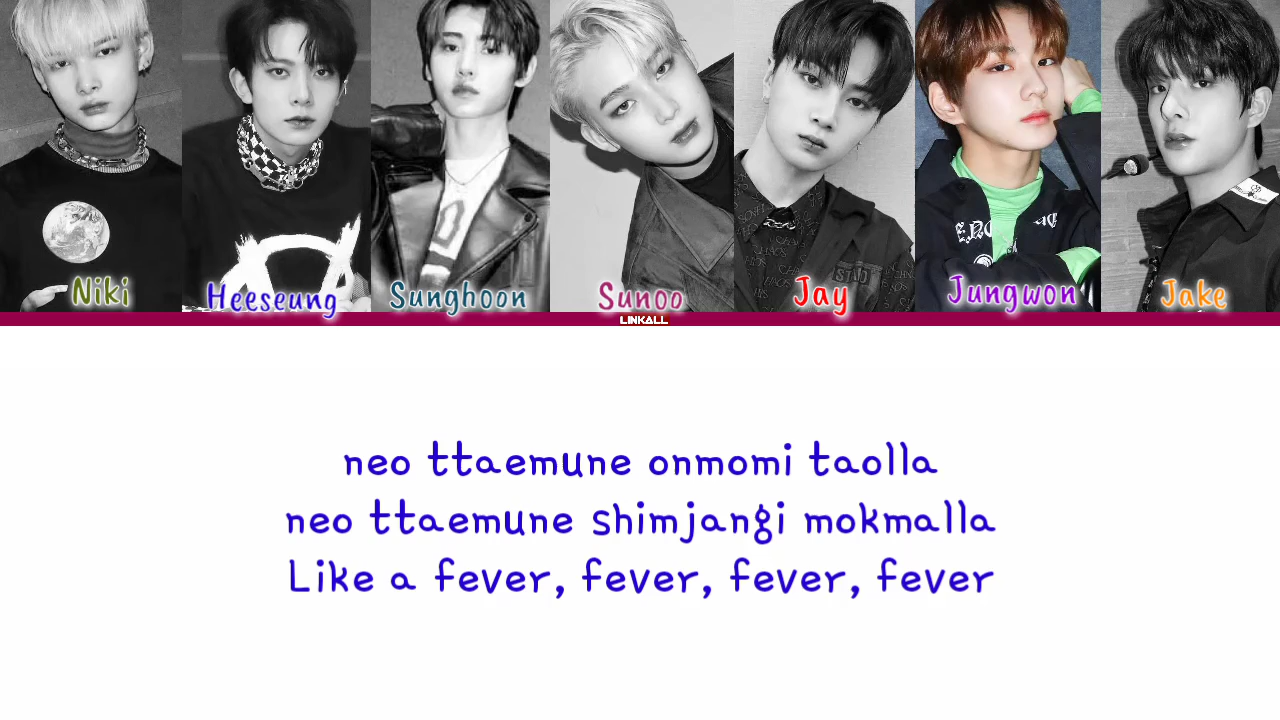 Niki
Heeseung
Sunghoon
Sunoo
Jay
Jungwon
Jake
LINKALL
neo ttaemune onmomi taolla
neo ttaemune shimjangi mokmalla
Like a fever, fever, fever, fever